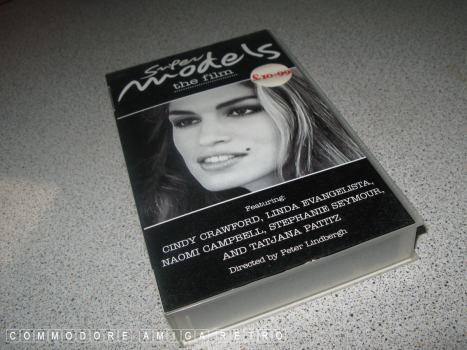 Super
models
the film
£10.99
Featuring:
CINDY CRAWFORD, LINDA EVANGELISTA,
NAOMI CAMPBELL, STEPHANIE SEYMOUR,
AND TATJANA PATITZ
Directed by Peter Lindbergh
COMMODORE AMIGA RETRO